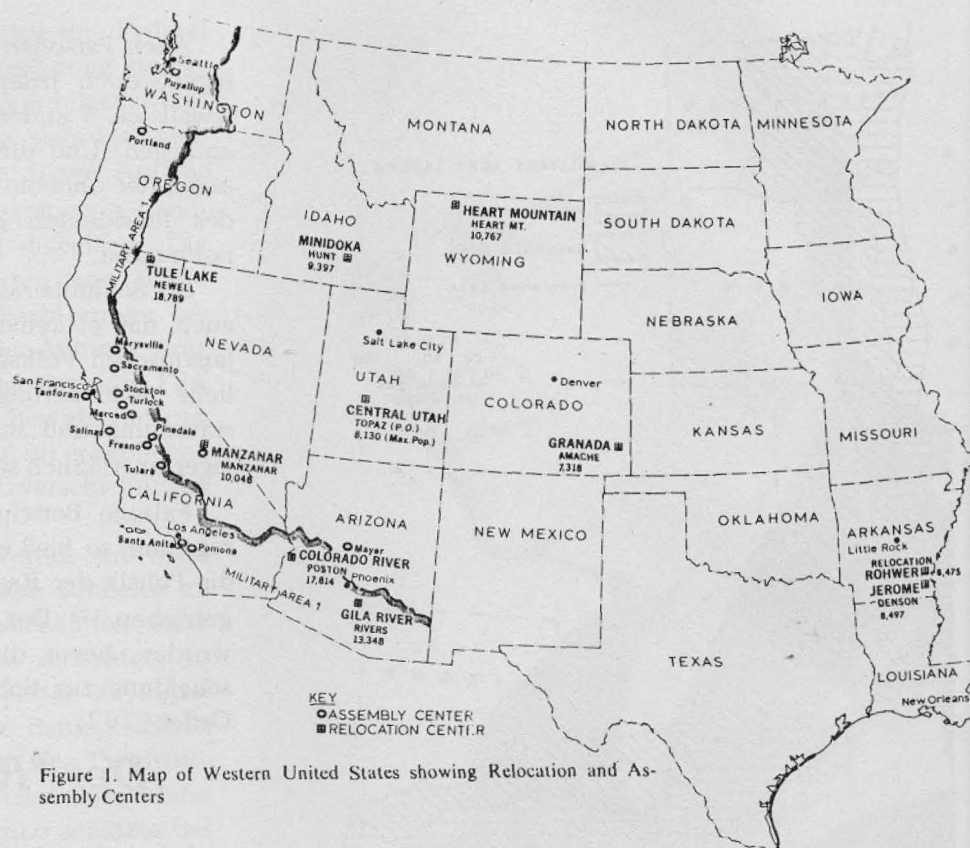 Seattle
Puyallup
WASHINGTON
Portland
OREGON
MILITARY AREA 1
MONTANA
NORTH DAKOTA
MINNESOTA
IDAHO
MINIDOKA
HUNT
9,397
HEART MOUNTAIN
HEART MT.
10,767
WYOMING
SOUTH DAKOTA
TULE LAKE
NEWELL
18,789
IOWA
NEBRASKA
NEVADA
Salt Lake City
UTAH
CENTRAL UTAH
TOPAZ (P.O.)
8,130 (Max. Pop.)
Denver
COLORADO
GRANADA
AMACHE
7,318
KANSAS
MISSOURI
Marysville
Sacramento
San Francisco
Tanforan
Stockton
Turlock
Merced
Salinas
Pinedale
Fresno
Tulare
MANZANAR
MANZANAR
10,046
CALIFORNIA
Los Angeles
Santa Anita
Pomona
ARIZONA
Mayer
COLORADO RIVER
POSTON
17,814
Phoenix
MILITARY AREA 1
GILA RIVER
RIVERS
13,348
NEW MEXICO
OKLAHOMA
ARKANSAS
Little Rock
RELOCATION
ROHWER 8,475
JEROME
DENSON
8,497
TEXAS
LOUISIANA
New Orleans
KEY
ASSEMBLY CENTER
RELOCATION CENTER
Figure I.1 Map of Western United States showing Relocation and As-
sembly Centers